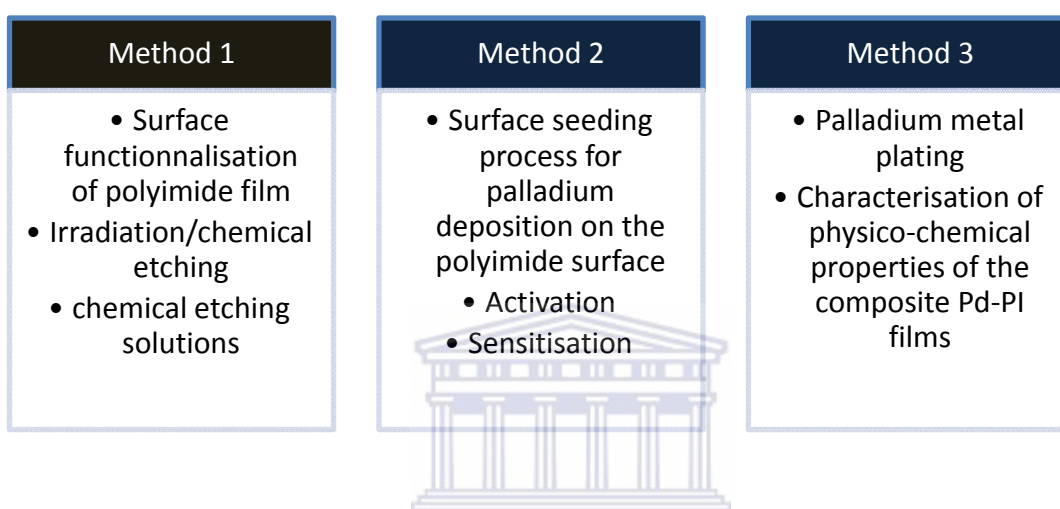 Method 1
• Surface
functionnalisation
of polyimide film
• Irradiation/chemical
etching
• chemical etching
solutions
Method 2
• Surface seeding
process for
palladium
deposition on the
polyimide surface
• Activation
• Sensitisation
Method 3
• Palladium metal
plating
• Characterisation of
physico-chemical
properties of the
composite Pd-PI
films